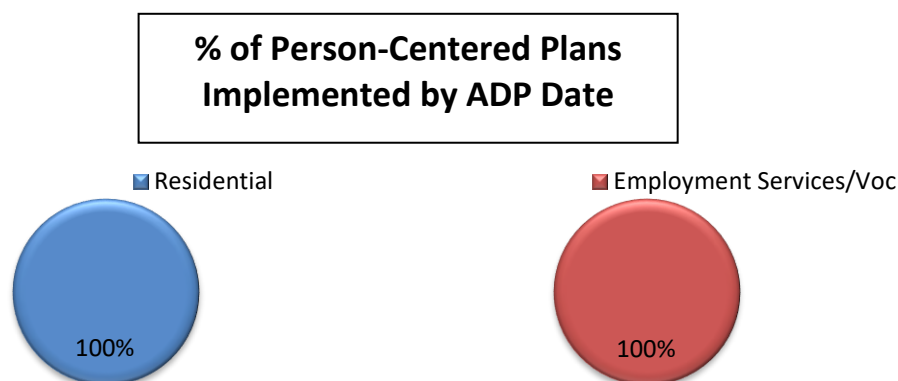 % of Person-Centered Plans
Implemented by ADP Date
Residential
Employment Services/Voc
100%
100%